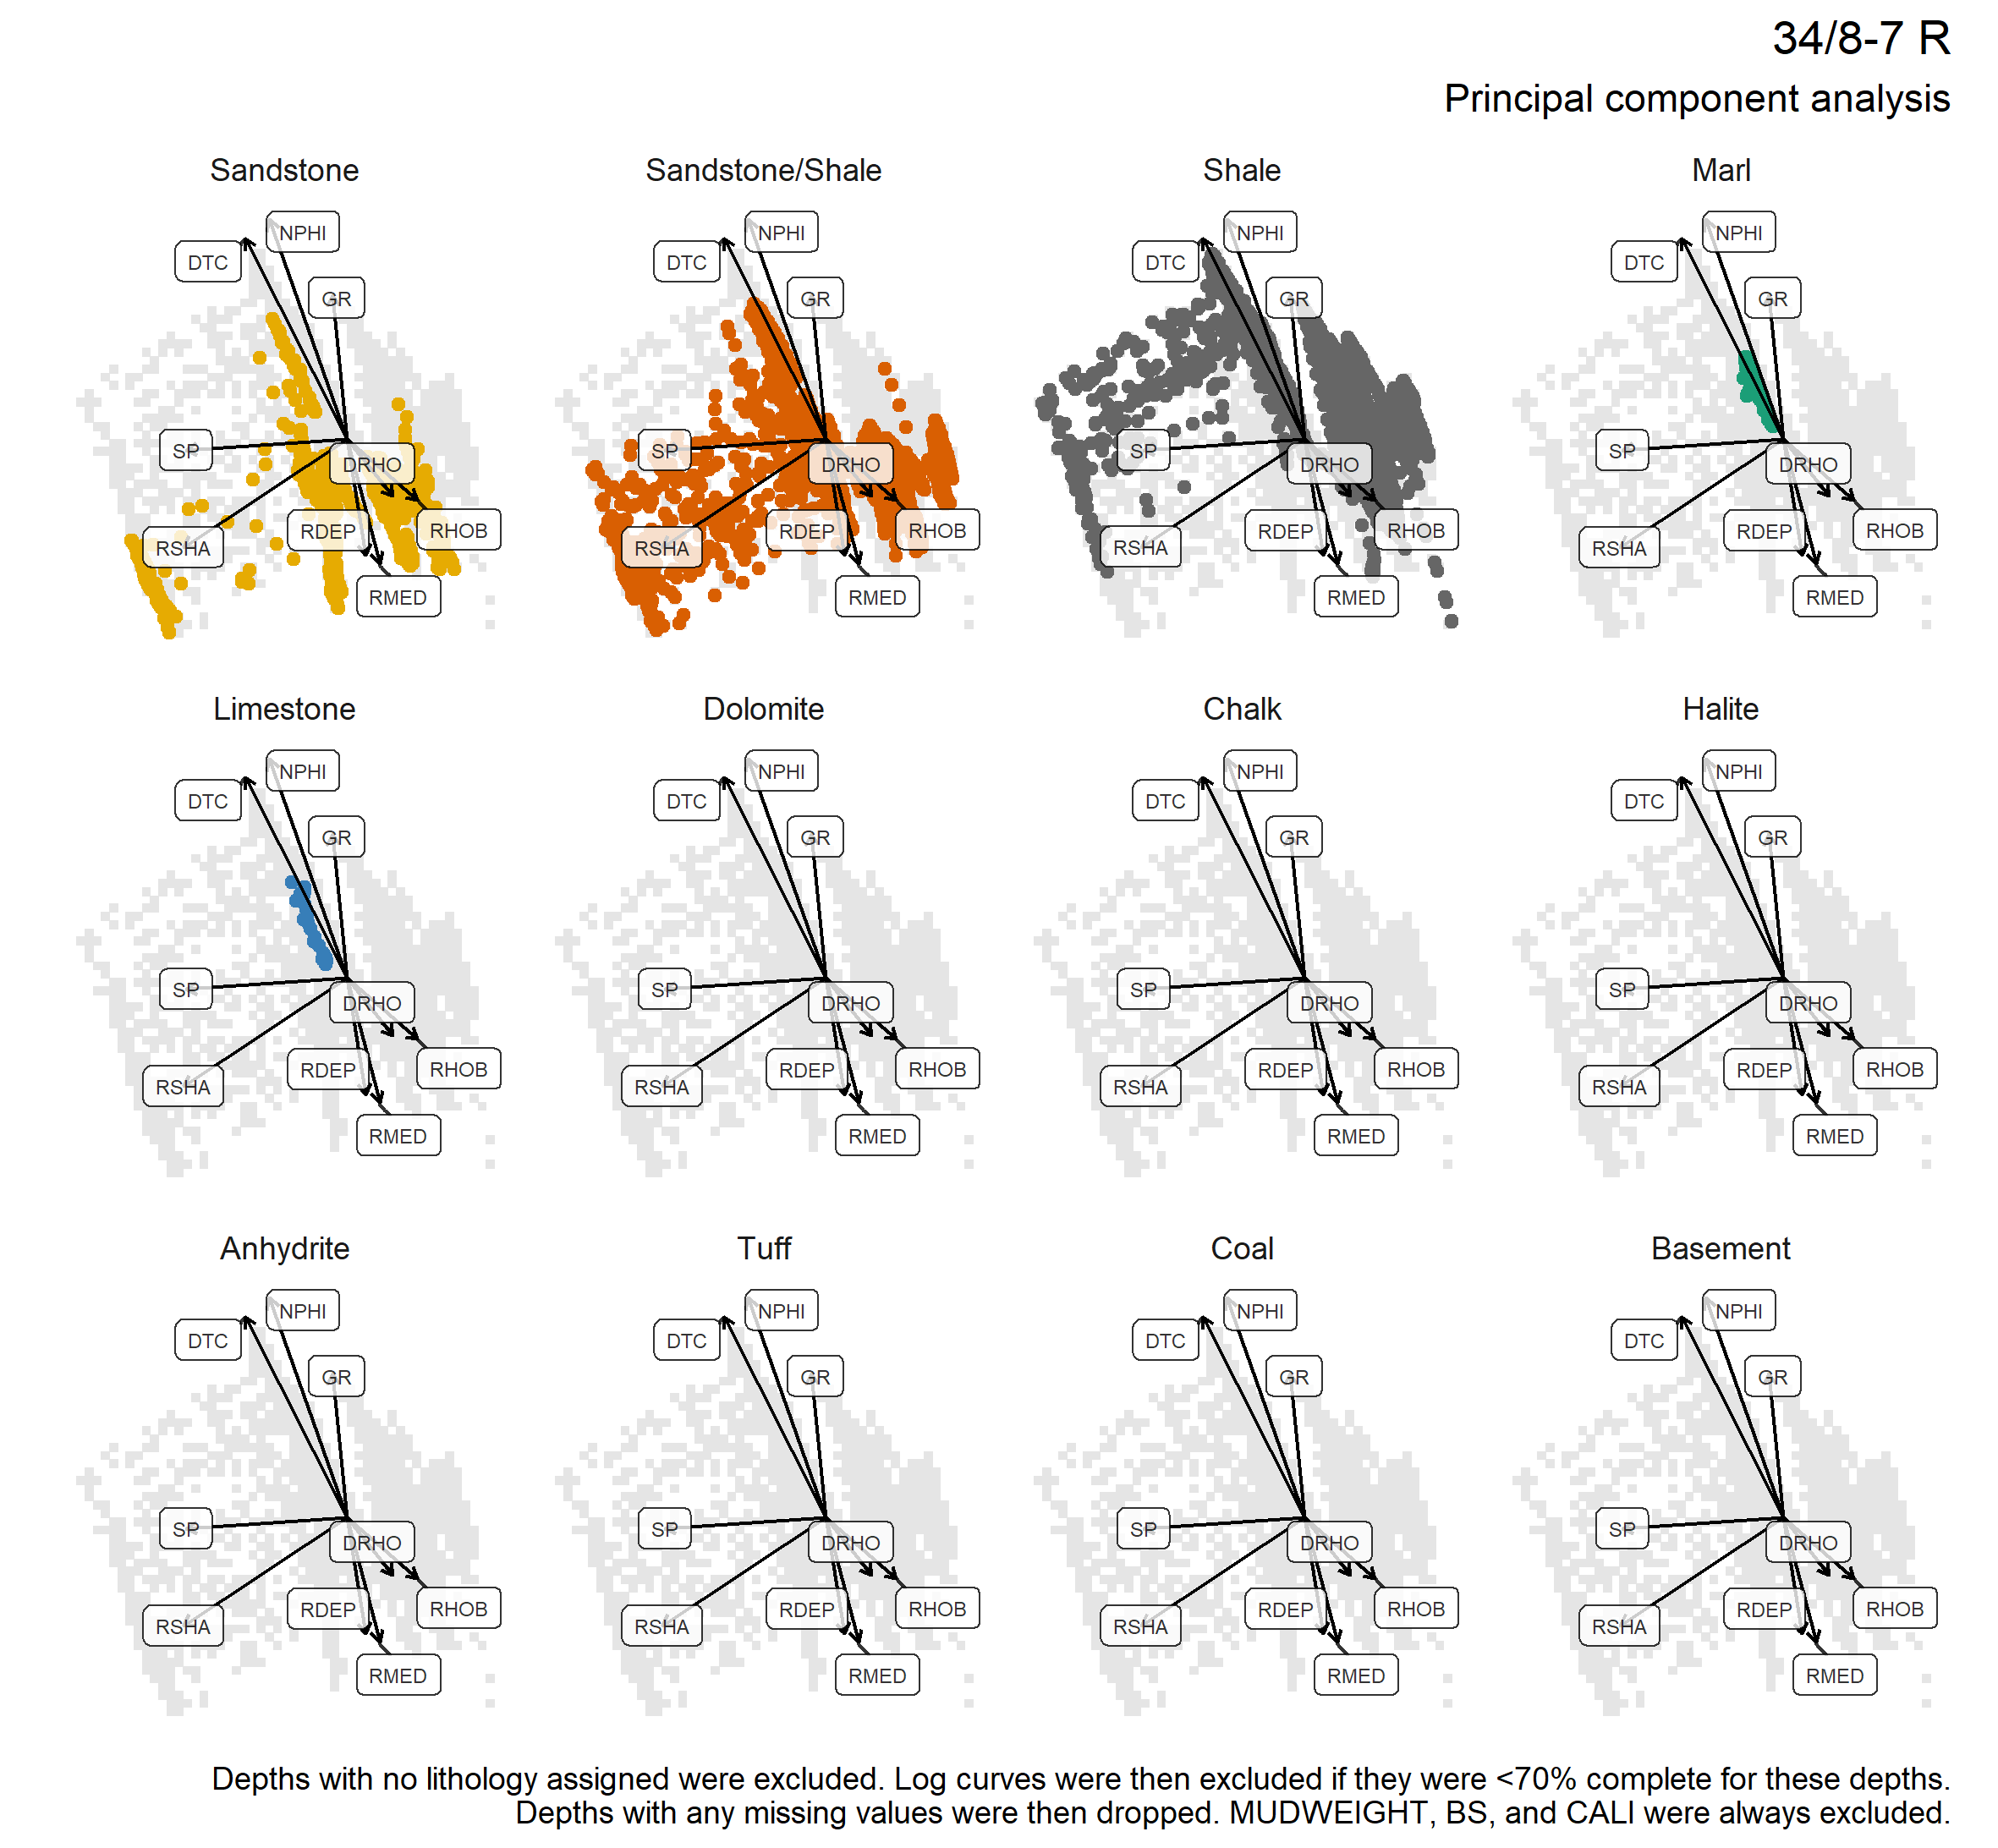 34/8-7 R
Principal component analysis
Sandstone
NPHI
DTC
GR
SP
DRHO
RDEP
RHOB
RSHA
RMED
Sandstone/Shale
NPHI
DTC
GR
SP
DRHO
RDEP
RHOB
RSHA
RMED
Shale
NPHI
DTC
GR
SP
DRHO
RDEP
RHOB
RSHA
RMED
Marl
NPHI
DTC
GR
SP
DRHO
RDEP
RHOB
RSHA
RMED
Limestone
NPHI
DTC
GR
SP
DRHO
RDEP
RHOB
RSHA
RMED
Dolomite
NPHI
DTC
GR
SP
DRHO
RDEP
RHOB
RSHA
RMED
Chalk
NPHI
DTC
GR
SP
DRHO
RDEP
RHOB
RSHA
RMED
Halite
NPHI
DTC
GR
SP
DRHO
RDEP
RHOB
RSHA
RMED
Anhydrite
NPHI
DTC
GR
SP
DRHO
RDEP
RHOB
RSHA
RMED
Tuff
NPHI
DTC
GR
SP
DRHO
RDEP
RHOB
RSHA
RMED
Coal
NPHI
DTC
GR
SP
DRHO
RDEP
RHOB
RSHA
RMED
Basement
NPHI
DTC
GR
SP
DRHO
RDEP
RHOB
RSHA
RMED
Depths with no lithology assigned were excluded. Log curves were then excluded if they were <70% complete for these depths.
Depths with any missing values were then dropped. MUDWEIGHT, BS, and CALI were always excluded.